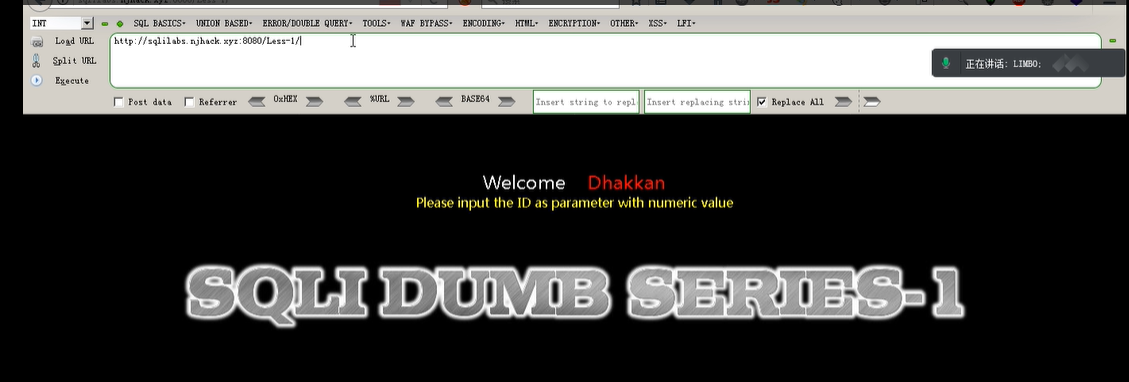 INT SQL BASICS- UNION BASED- ERROR/DOUBLE QUERY- TOOLS- WAF BYPASS- ENCODING- HTML- ENCRYPTION- OTHER- XSS- LFI-
Load URL http://sqlilabs.njhack.xyz:8080/Less-1/
Split URL
正在讲话: LIMBO;
Execute
Post data Referrer 0xHEX %URL BASE64 Insert string to repl Insert replacing stri Replace All
Welcome Dhakkan
Please input the ID as parameter with numeric value
SQLI DUMB SERIES-1